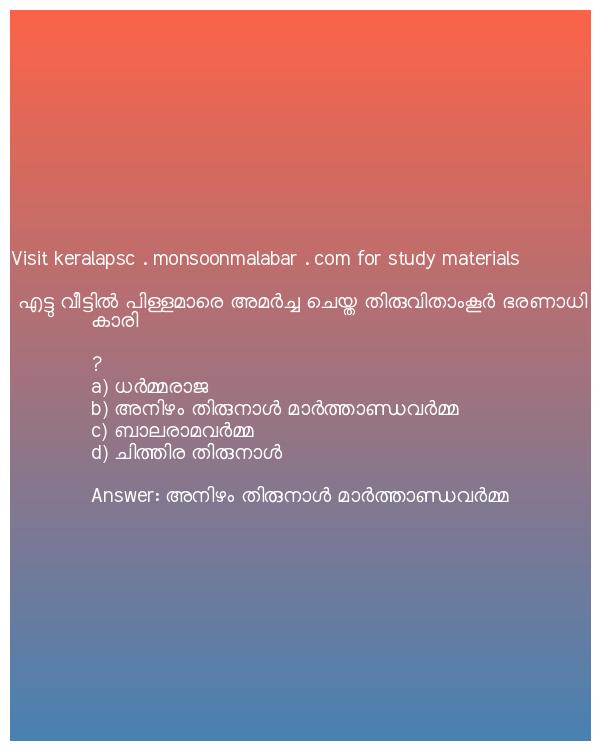 Visit keralapsc . monsoonmalabar . com for study materials
എട്ടു വീട്ടിൽ പിള്ളമാരെ അമർച്ച ചെയ്ത തിരുവിതാംകൂർ ഭരണാധി
കാരി
?
a) ധർമ്മരാജ
b) അനിഴം തിരുനാൾ മാർത്താണ്ഡവർമ്മ
c) ബാലരാമവർമ്മ
d) ചിത്തിര തിരുനാൾ
Answer: അനിഴം തിരുനാൾ മാർത്താണ്ഡവർമ്മ